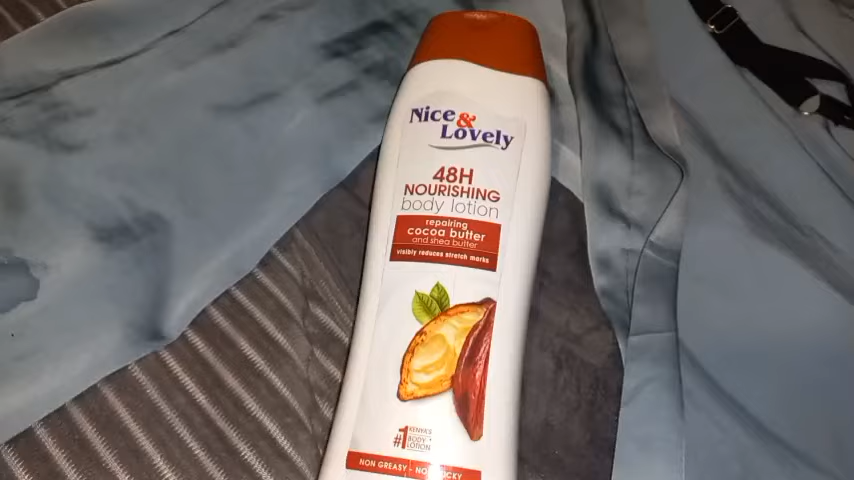 Nice &
Lovely
48H
NOURISHING
body lotion
repairing
cocoa butter
and shea butter
visibly reduces stretch marks
#1 KENYA'S
BODY
LOTION
NON GREASY - NO